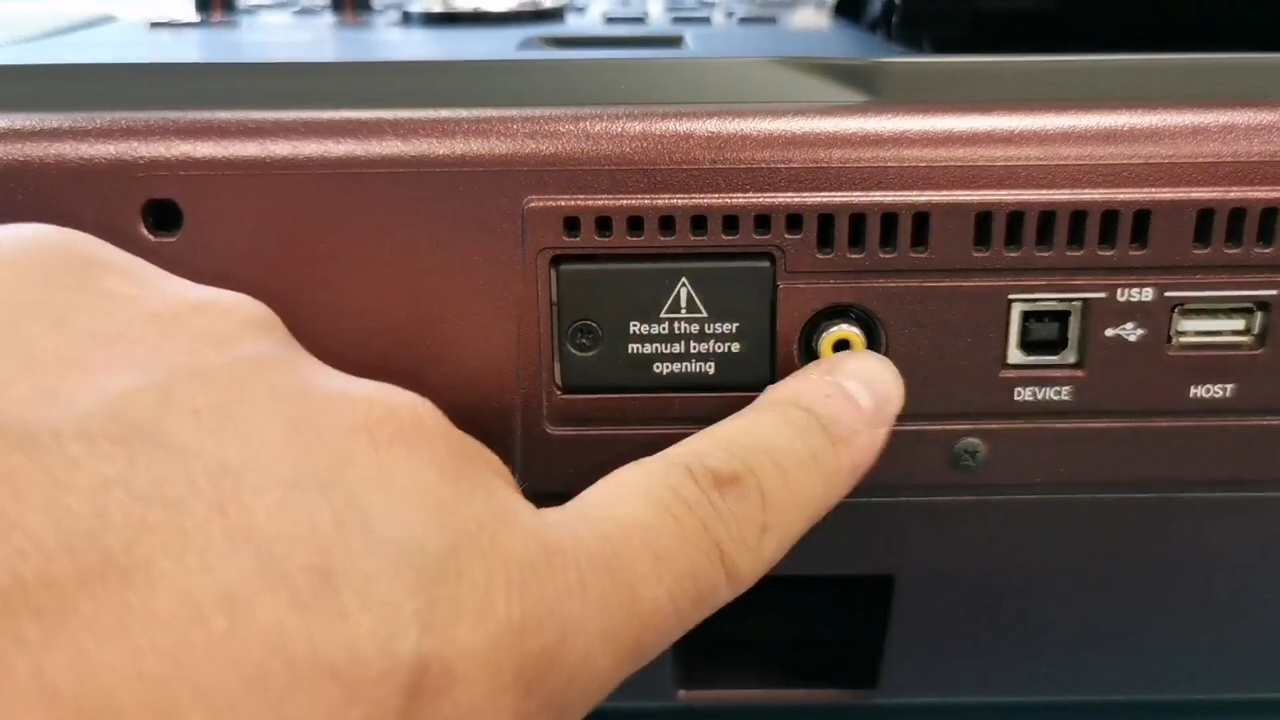 Read the user
manual before
opening
USB
DEVICE
HOST